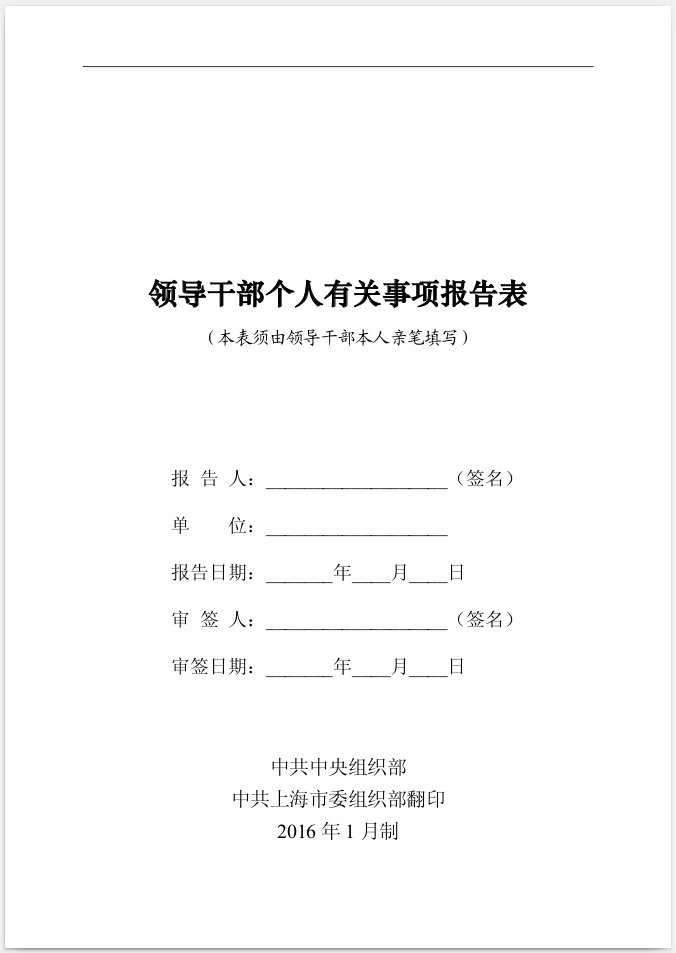 领导干部个人有关事项报告表
（本表须由领导干部本人亲笔填写）
报 告 人：___________________（签名）
单　　位：___________________
报告日期：_______年____月____日
审 签 人：___________________（签名）
审签日期：_______年____月____日
中共中央组织部
中共上海市委组织部翻印
2016 年 1 月制